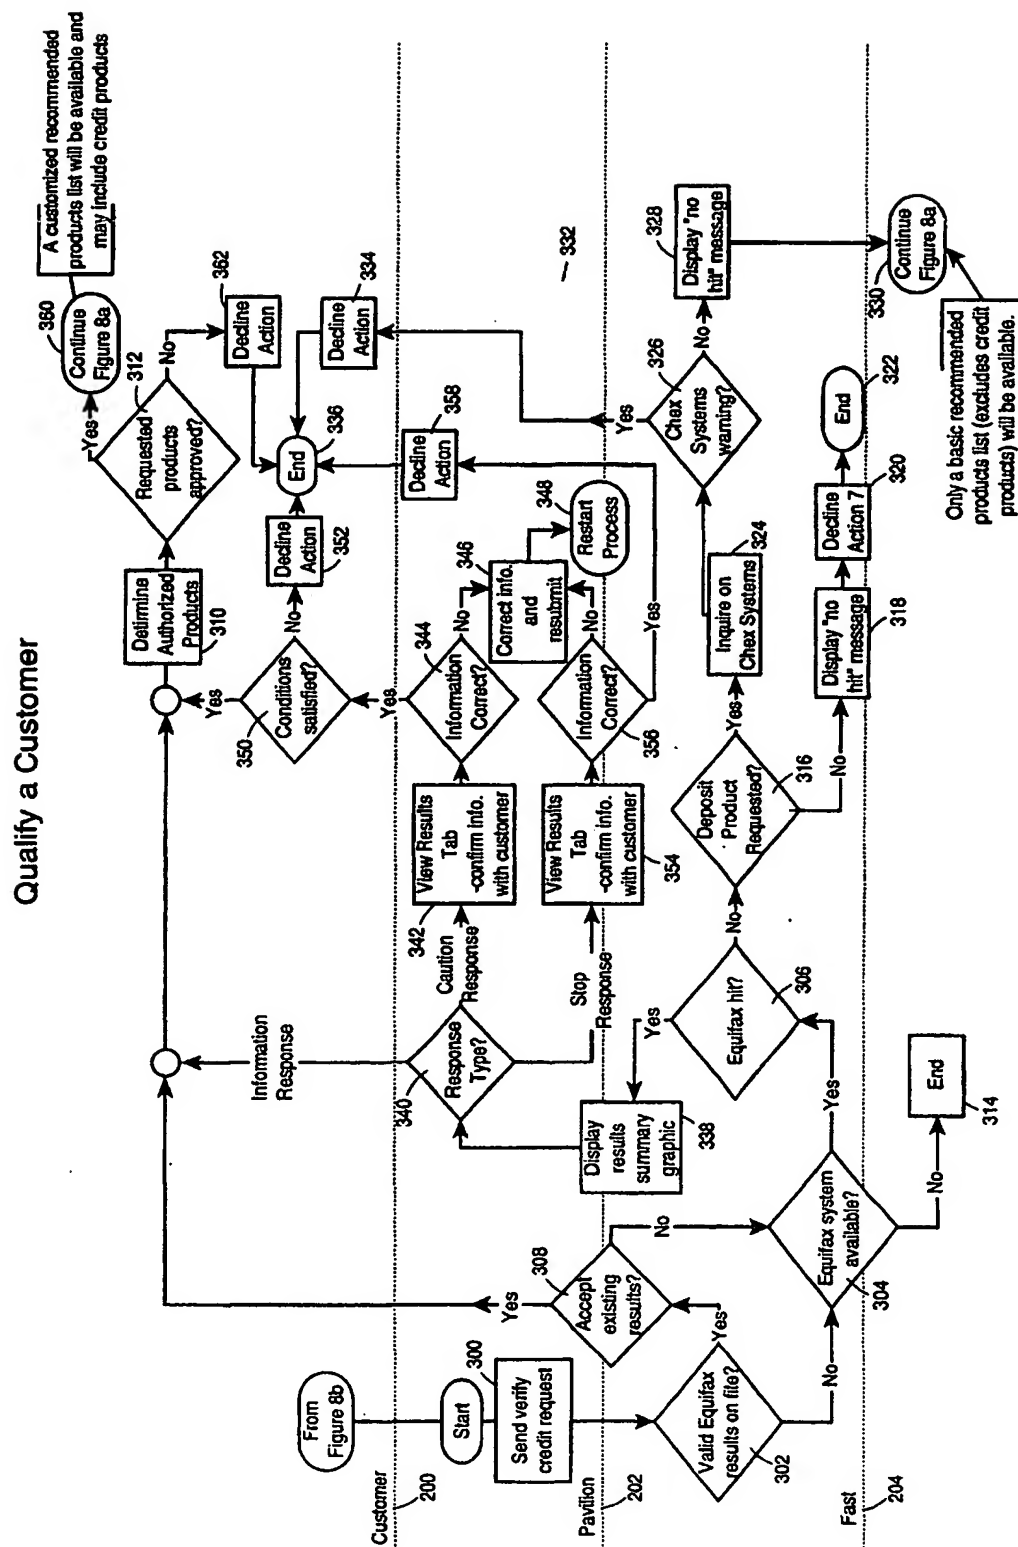 Qualify a Customer
From
Figure 8b
Start
300
Send verify
credit request
Valid Equifax
results on file?
302
Yes
No
308
Accept
existing
results?
Yes
No
Equifax system
available?
304
Yes
No
End
314
Equifax hit?
306
Yes
No
Display
results
summary
graphic
338
340
Response
Type?
Information
Response
Caution
Response
Stop
Response
342
View Results
Tab
-confirm info.
with customer
View Results
Tab
-confirm info.
with customer
354
344
Information
Correct?
Yes
No
Information
Correct?
356
No
Yes
346
Correct info.
and
resubmit
348
Restart
Process
350
Conditions
satisfied?
Yes
No
Decline
Action
352
End
336
Decline
Action
358
Detirmine
Authorized
Products
310
312
Requested
products
approved?
Yes
No
360
Continue
Figure 8a
A customized recommended
products list will be available and
may include credit products
362
Decline
Action
334
Decline
Action
332
Deposit
Product
Requested?
316
Yes
No
324
Inquire on
Chex Systems
326
Chex
Systems
warning?
Yes
No
328
Display "no
hit" message
330
Continue
Figure 8a
Only a basic recommended
products list (excludes credit
products) will be available.
Display "no
hit" message
318
Decline
Action 7
320
End
322
Customer
200
Pavilion
202
Fast
204